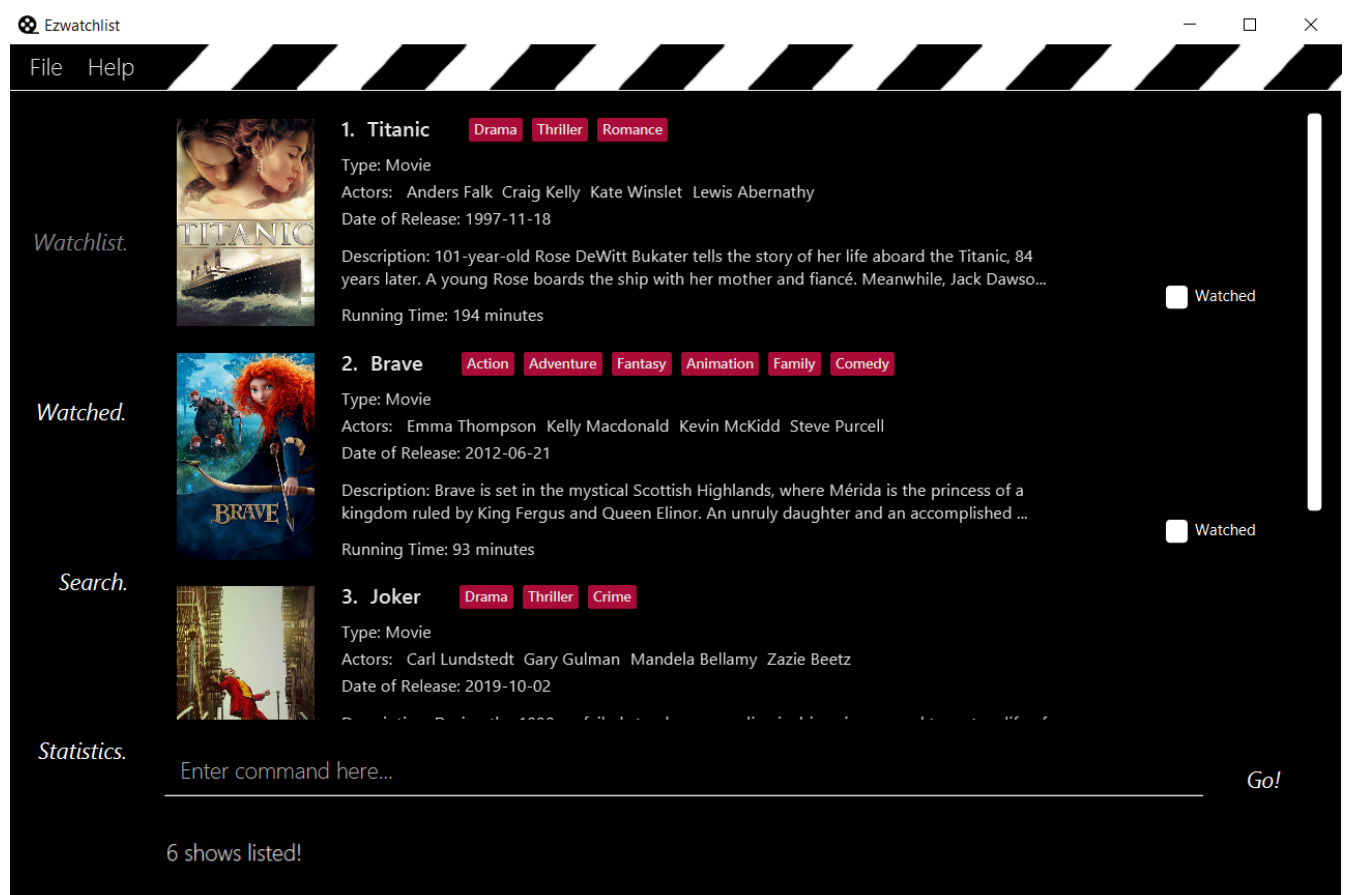 Ezwatchlist
File Help
Watchlist.
Watched.
Search.
Statistics.
TITANIC
1. Titanic Drama Thriller Romance
Type: Movie
Actors: Anders Falk Craig Kelly Kate Winslet Lewis Abernathy
Date of Release: 1997-11-18
Description: 101-year-old Rose DeWitt Bukater tells the story of her life aboard the Titanic, 84
years later. A young Rose boards the ship with her mother and fiancé. Meanwhile, Jack Dawso...
Running Time: 194 minutes
Watched
BRAVE
2. Brave Action Adventure Fantasy Animation Family Comedy
Type: Movie
Actors: Emma Thompson Kelly Macdonald Kevin McKidd Steve Purcell
Date of Release: 2012-06-21
Description: Brave is set in the mystical Scottish Highlands, where Mérida is the princess of a
kingdom ruled by King Fergus and Queen Elinor. An unruly daughter and an accomplished ...
Running Time: 93 minutes
Watched
3. Joker Drama Thriller Crime
Type: Movie
Actors: Carl Lundstedt Gary Gulman Mandela Bellamy Zazie Beetz
Date of Release: 2019-10-02
Enter command here...
Go!
6 shows listed!